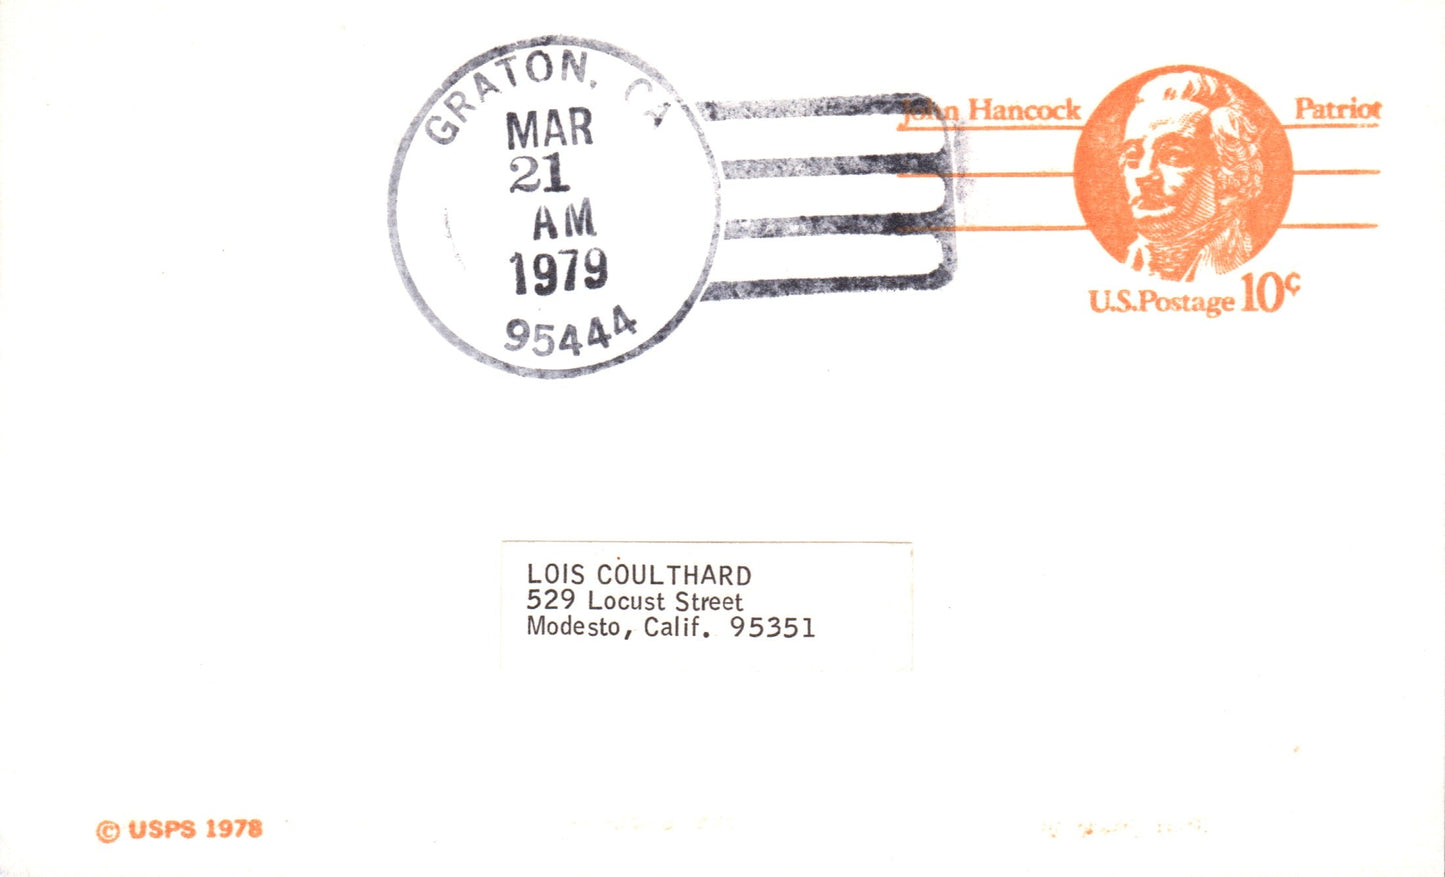 GRATON, CA
MAR
21
AM
1979
95444
John Hancock Patriot
U.S.Postage 10¢
LOIS COULTHARD
529 Locust Street
Modesto, Calif. 95351
© USPS 1978